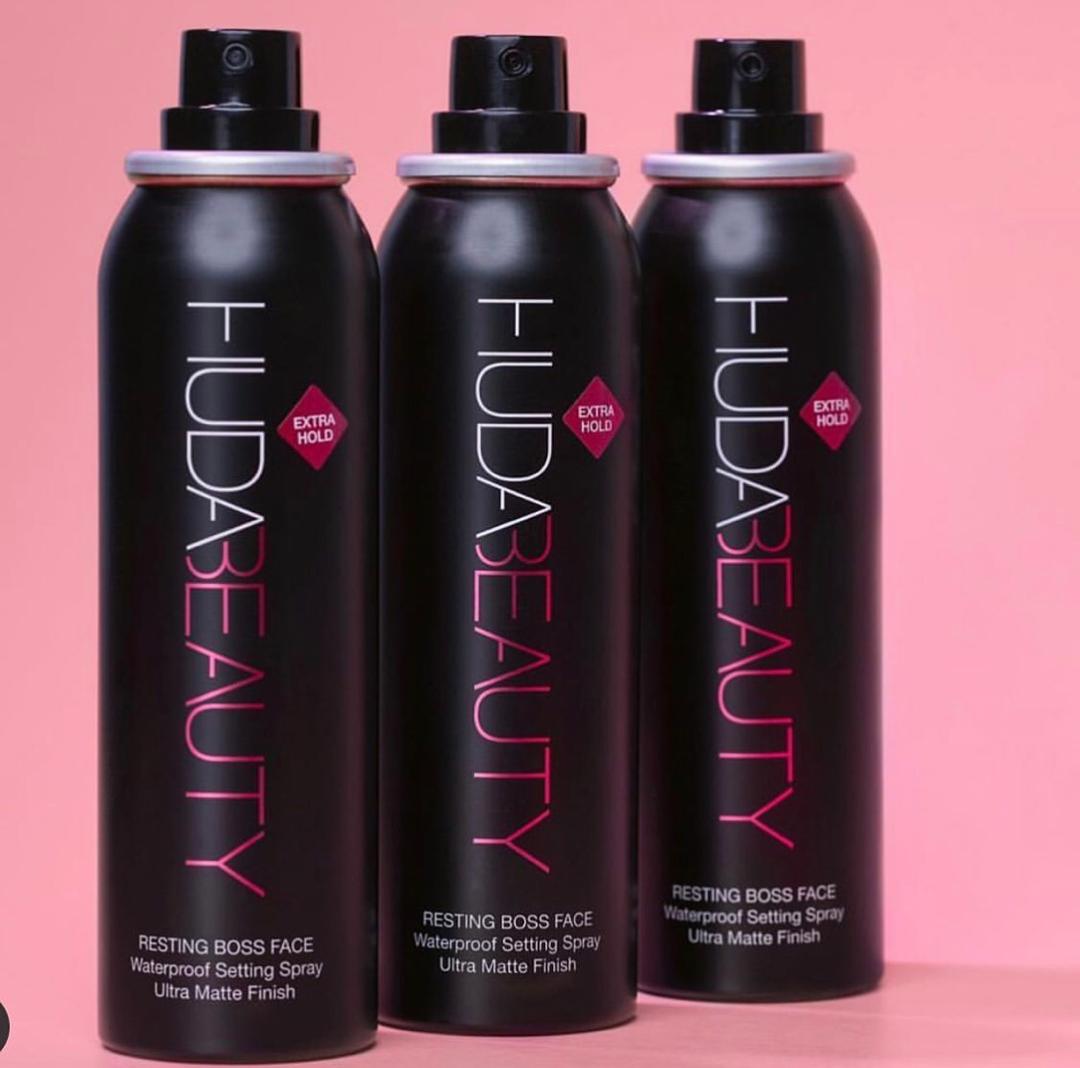 HUDABEAUTY
EXTRA
HOLD
RESTING BOSS FACE
Waterproof Setting Spray
Ultra Matte Finish
HUDABEAUTY
EXTRA
HOLD
RESTING BOSS FACE
Waterproof Setting Spray
Ultra Matte Finish
HUDABEAUTY
EXTRA
HOLD
RESTING BOSS FACE
Waterproof Setting Spray
Ultra Matte Finish